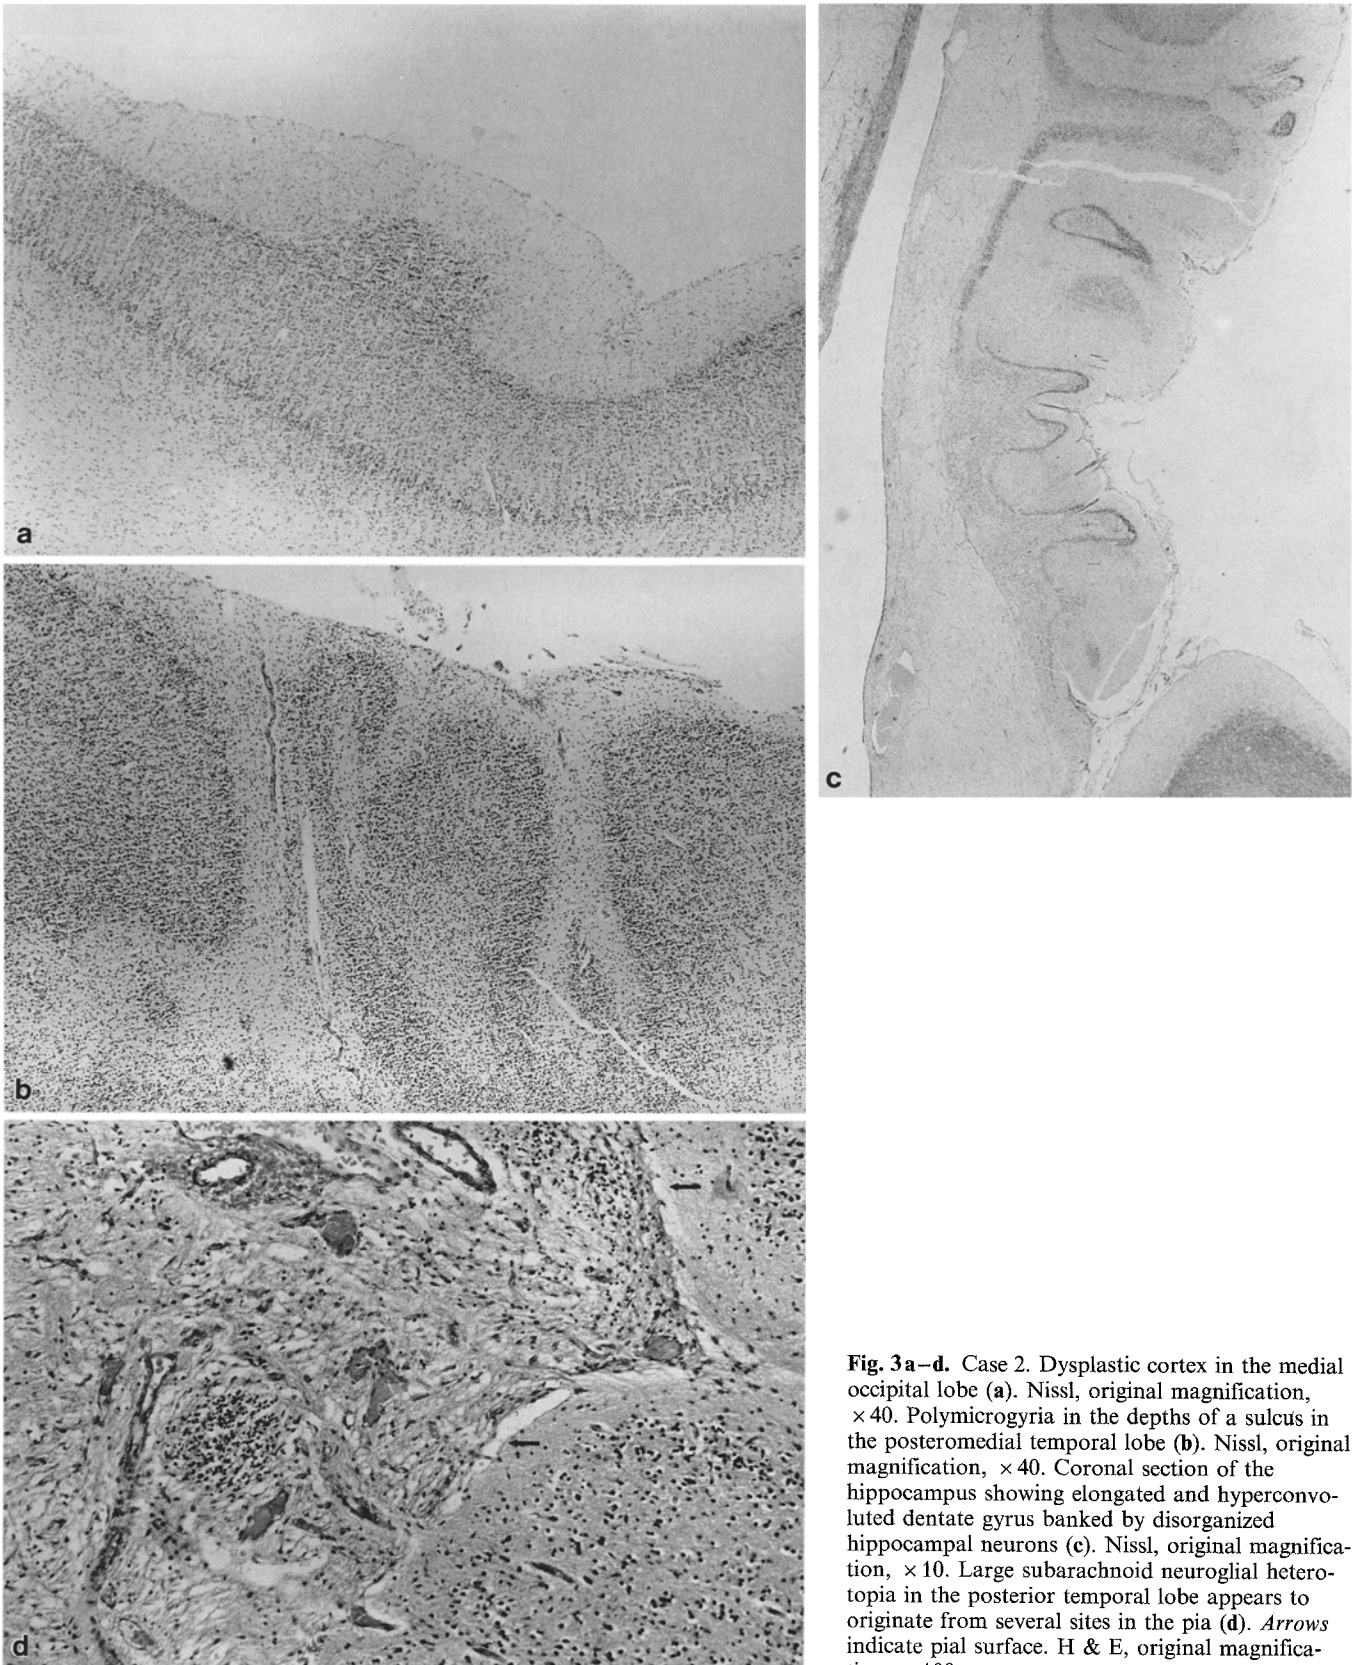 a
b
c
d
Fig. 3 a–d. Case 2. Dysplastic cortex in the medial
occipital lobe (a). Nissl, original magnification,
× 40. Polymicrogyria in the depths of a sulcus in
the posteromedial temporal lobe (b). Nissl, original
magnification, × 40. Coronal section of the
hippocampus showing elongated and hyperconvo-
luted dentate gyrus banked by disorganized
hippocampal neurons (c). Nissl, original magnifica-
tion, × 10. Large subarachnoid neuroglial hetero-
topia in the posterior temporal lobe appears to
originate from several sites in the pia (d). Arrows
indicate pial surface. H & E, original magnifica-